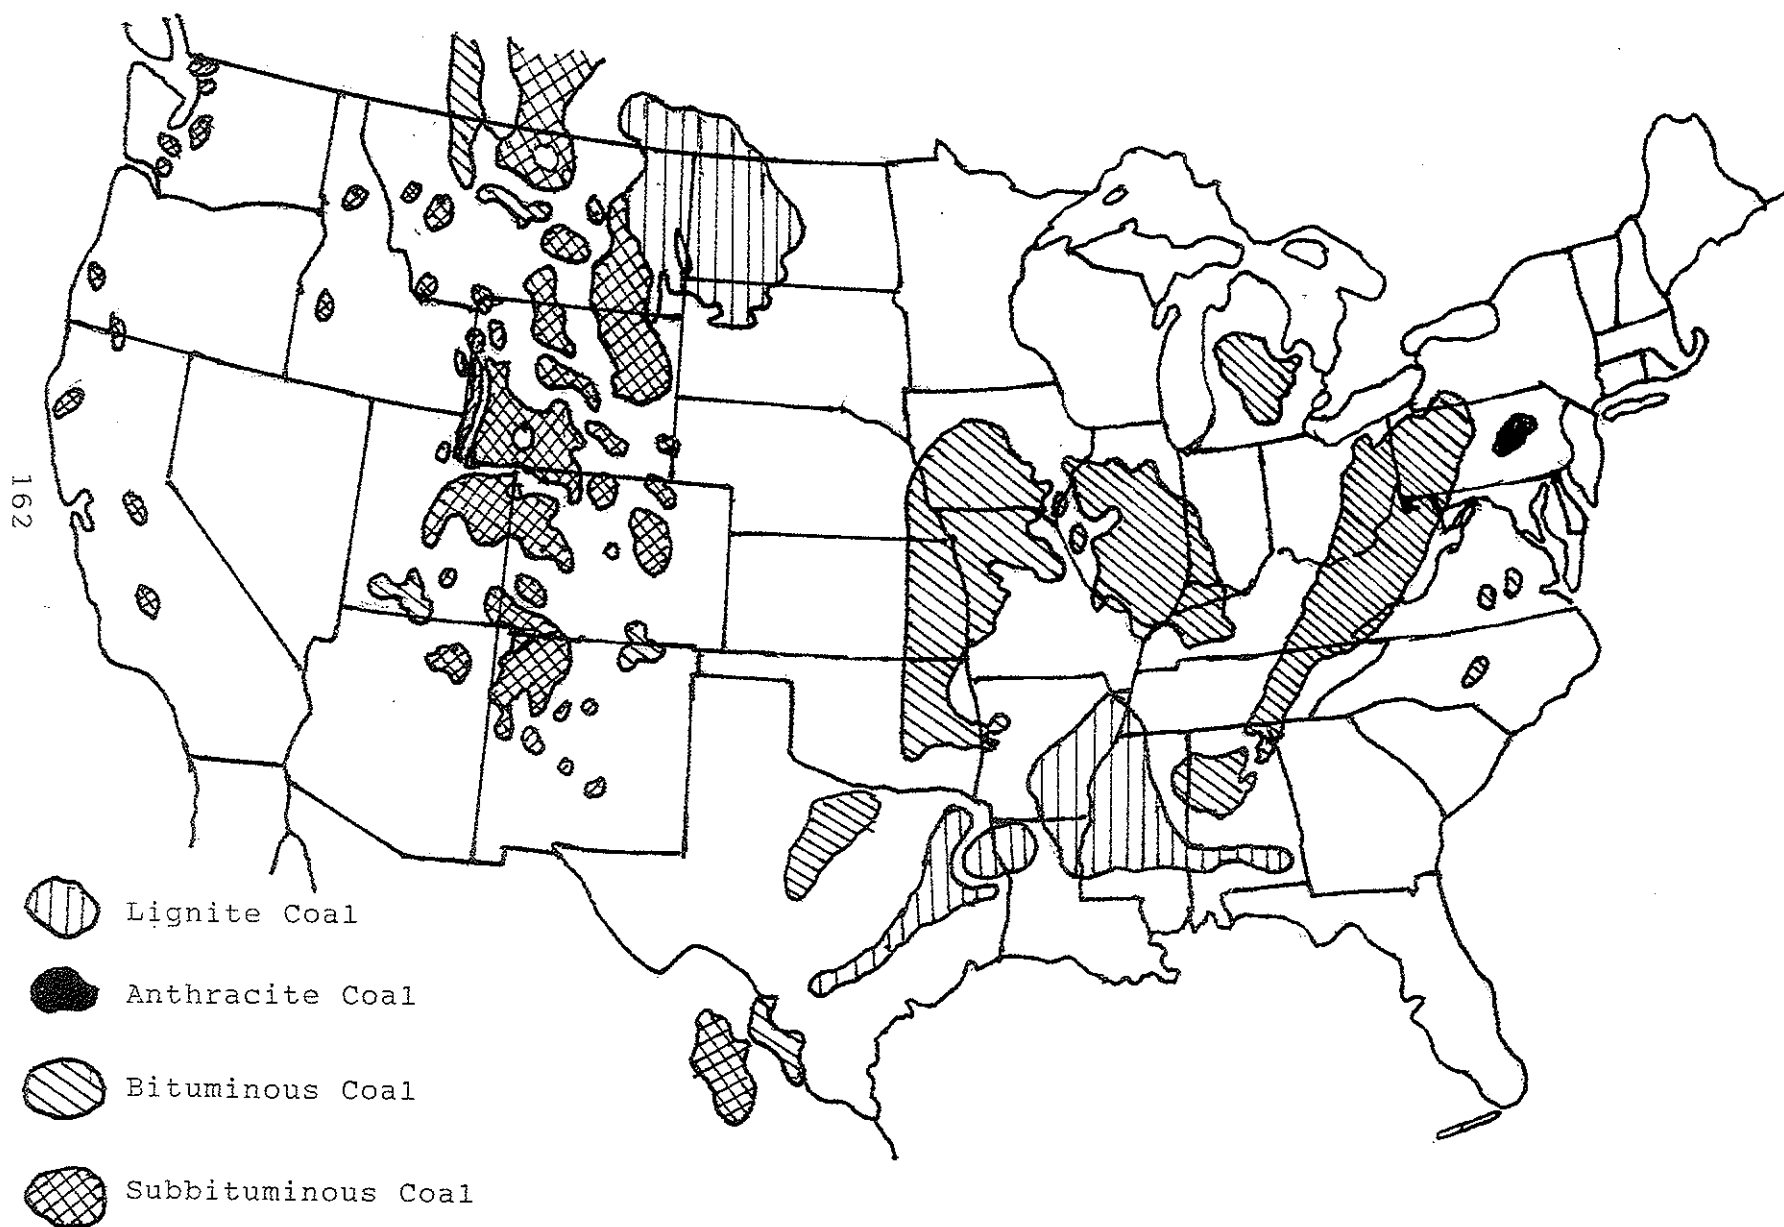 162
Lignite Coal
Anthracite Coal
Bituminous Coal
Subbituminous Coal